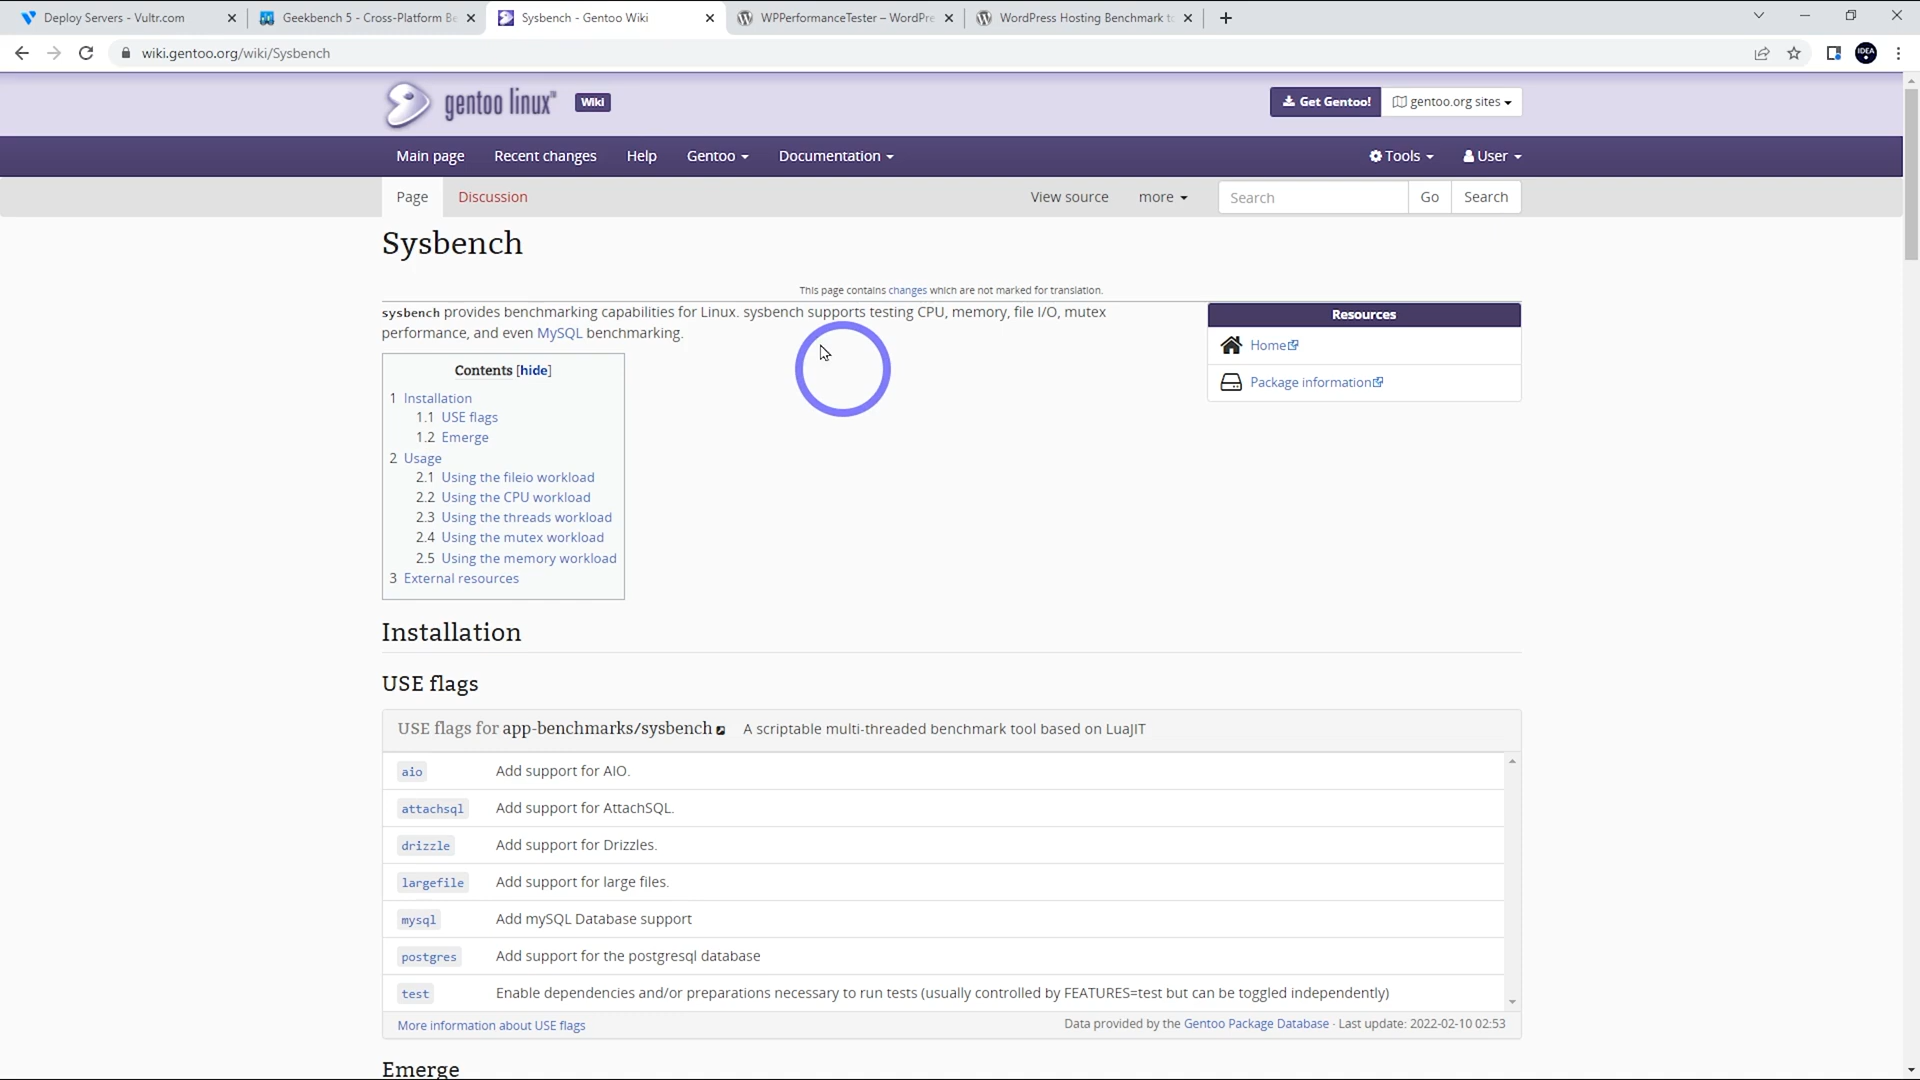 Deploy Servers - Vultr.com
Geekbench 5 - Cross-Platform Be
Sysbench - Gentoo Wiki
WPPerformanceTester – WordPre
WordPress Hosting Benchmark to
wiki.gentoo.org/wiki/Sysbench
IDEA
gentoo linux™ Wiki
Get Gentoo!
gentoo.org sites
Main page
Recent changes
Help
Gentoo
Documentation
Tools
User
Page
Discussion
View source
more
Search
Go
Search
Sysbench
This page contains changes which are not marked for translation.
sysbench provides benchmarking capabilities for Linux. sysbench supports testing CPU, memory, file I/O, mutex
performance, and even MySQL benchmarking.
Resources
Home
Package information
Contents [hide]
1 Installation
1.1 USE flags
1.2 Emerge
2 Usage
2.1 Using the fileio workload
2.2 Using the CPU workload
2.3 Using the threads workload
2.4 Using the mutex workload
2.5 Using the memory workload
3 External resources
Installation
USE flags
USE flags for app-benchmarks/sysbench A scriptable multi-threaded benchmark tool based on LuaJIT
aio Add support for AIO.
attachsql Add support for AttachSQL.
drizzle Add support for Drizzles.
largefile Add support for large files.
mysql Add mySQL Database support
postgres Add support for the postgresql database
test Enable dependencies and/or preparations necessary to run tests (usually controlled by FEATURES=test but can be toggled independently)
More information about USE flags
Data provided by the Gentoo Package Database · Last update: 2022-02-10 02:53
Emerge